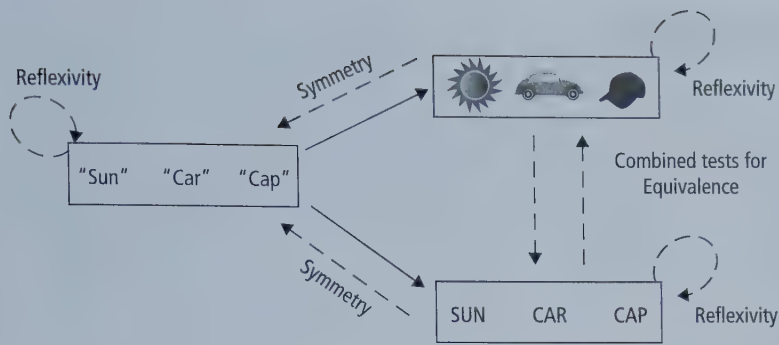 Reflexivity
Symmetry
Reflexivity
"Sun" "Car" "Cap"
Combined tests for
Equivalence
Symmetry
SUN CAR CAP
Reflexivity